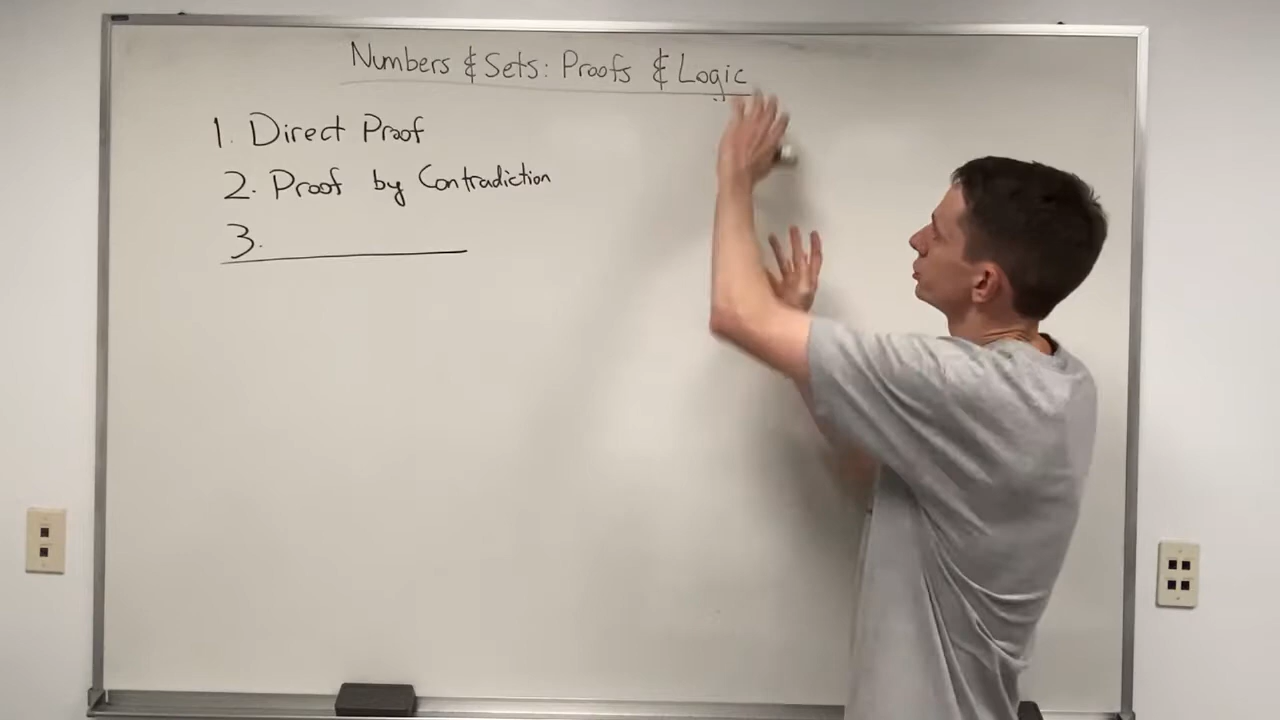 Numbers & Sets: Proofs & Logic
1. Direct Proof
2. Proof by Contradiction
3.